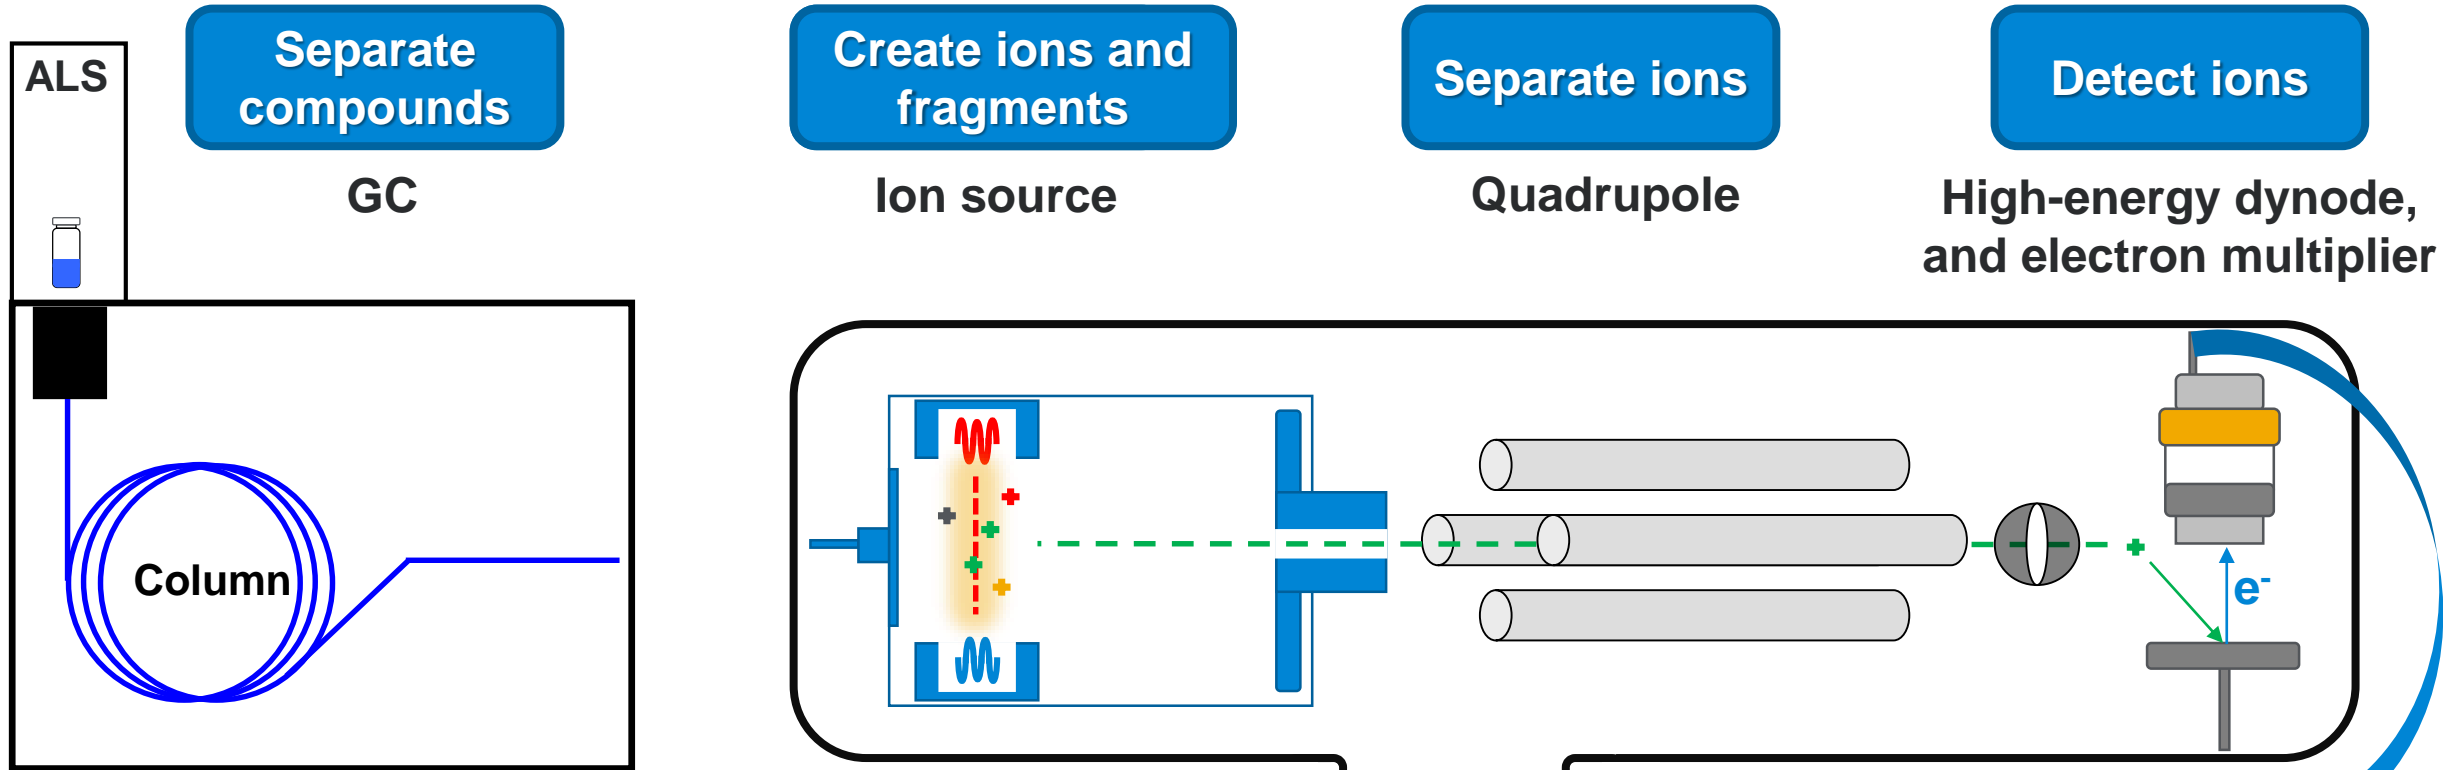 ALS
Separate
compounds
GC
Create ions and
fragments
Ion source
Separate ions
Quadrupole
Detect ions
High-energy dynode,
and electron multiplier
Column
e-